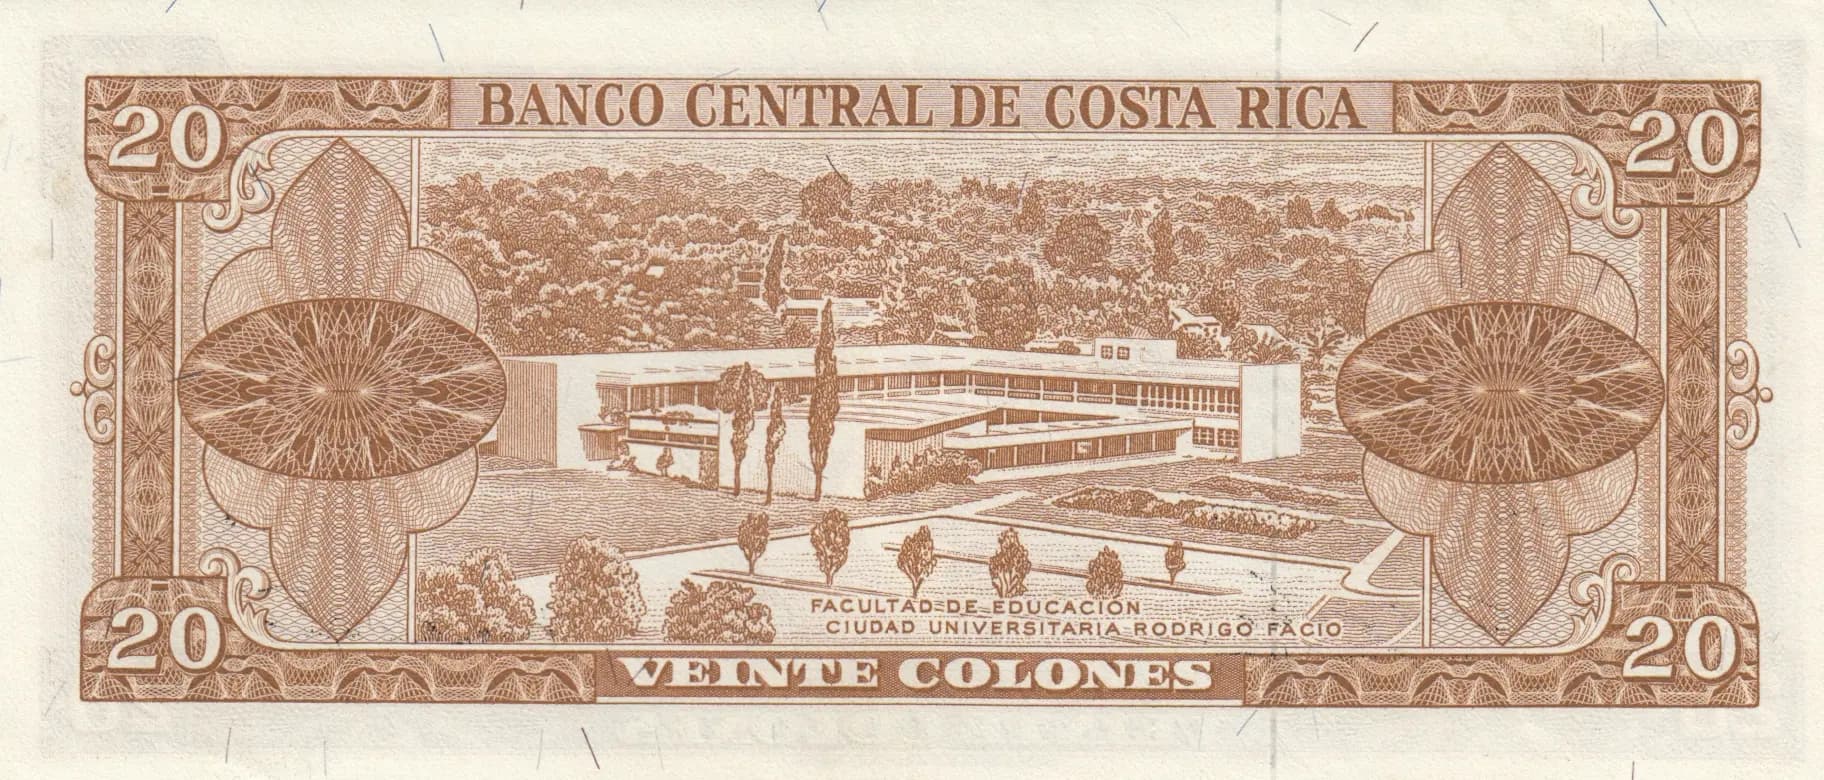 20 BANCO CENTRAL DE COSTA RICA 20
FACULTAD DE EDUCACION
CIUDAD UNIVERSITARIA RODRIGO FACIO
20 VEINTE COLONES 20